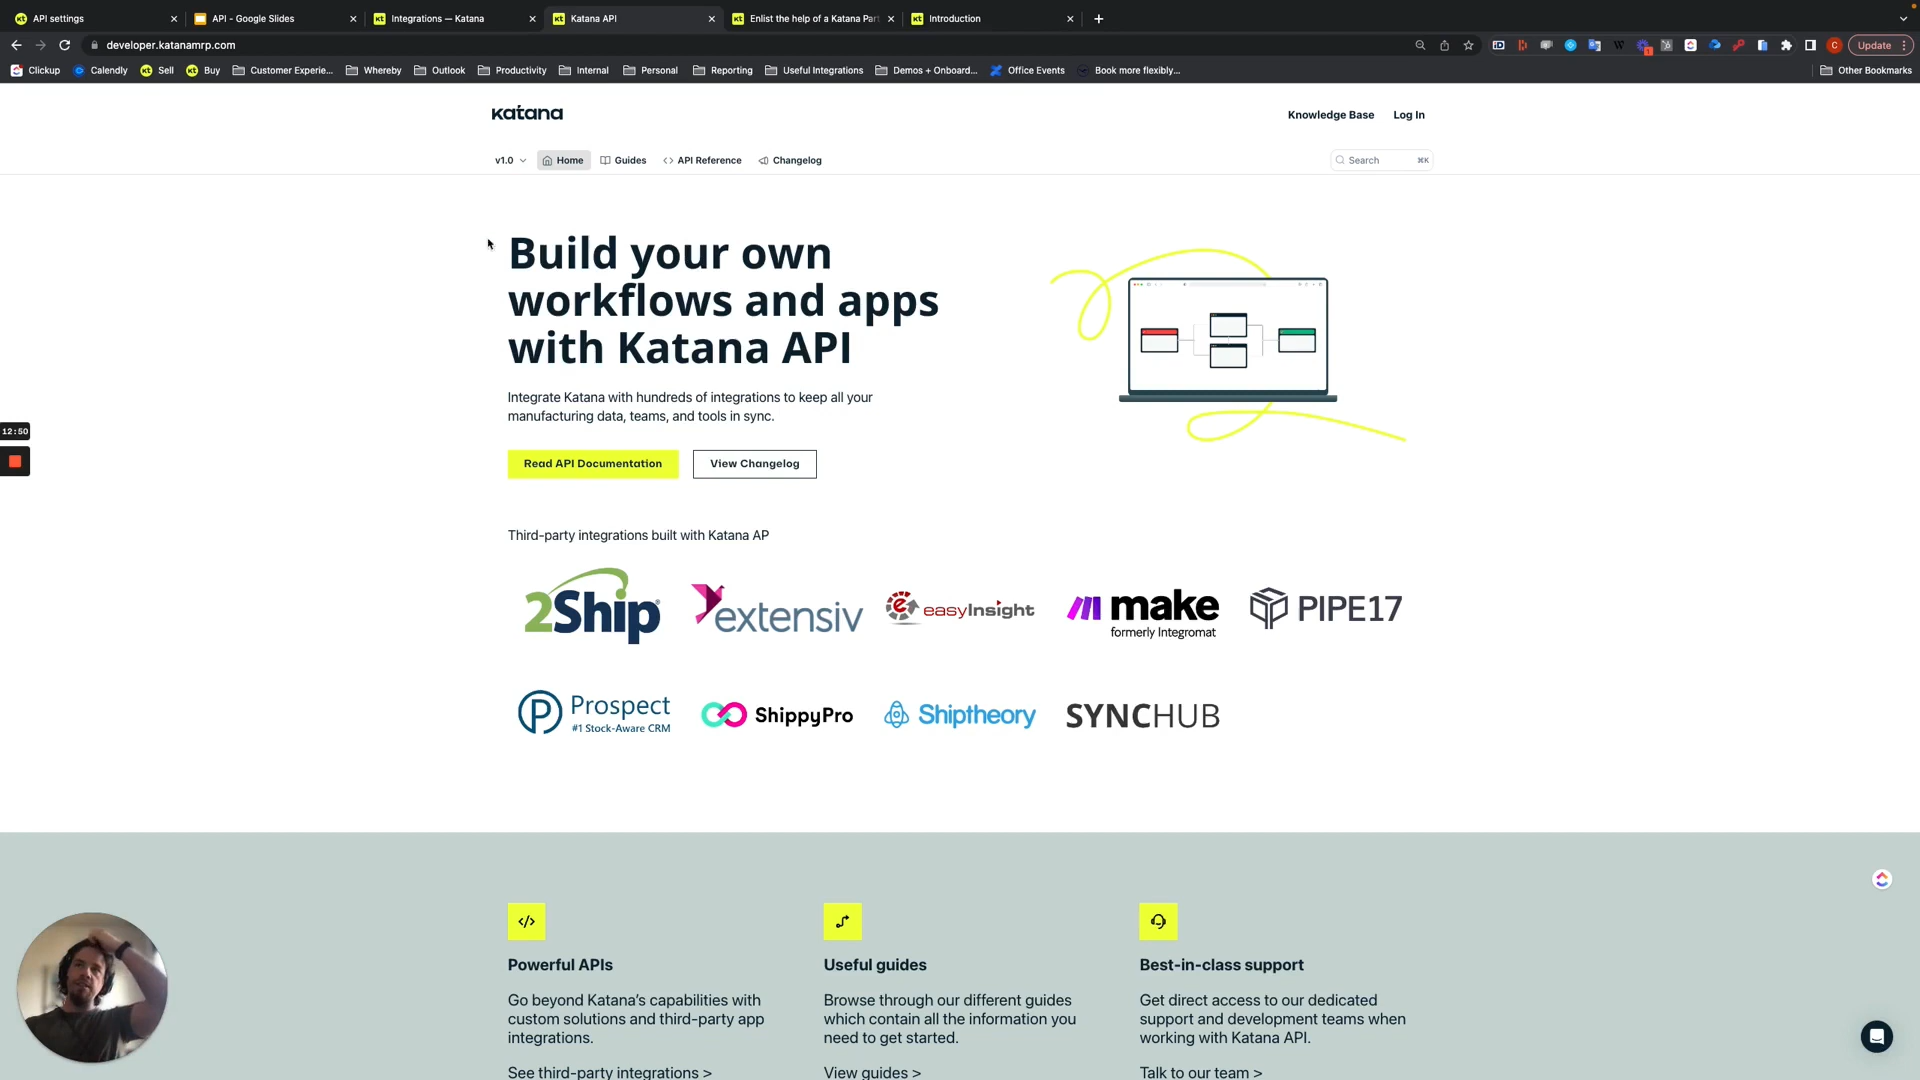 API settings
API - Google Slides
Integrations — Katana
Katana API
Enlist the help of a Katana Par
Introduction
developer.katanamrp.com
Update
Clickup
Calendly
Sell
Buy
Customer Experie...
Whereby
Outlook
Productivity
Internal
Personal
Reporting
Useful Integrations
Demos + Onboard...
Office Events
Book more flexibly...
Other Bookmarks
katana
Knowledge Base
Log In
v1.0
Home
Guides
API Reference
Changelog
Search
⌘K
Build your own
workflows and apps
with Katana API
Integrate Katana with hundreds of integrations to keep all your
manufacturing data, teams, and tools in sync.
12:50
Read API Documentation
View Changelog
Third-party integrations built with Katana AP
2Ship
extensiv
easyInsight
make
formerly Integromat
PIPE17
Prospect
#1 Stock-Aware CRM
ShippyPro
Shiptheory
SYNCHUB
Powerful APIs
Go beyond Katana's capabilities with
custom solutions and third-party app
integrations.
See third-party integrations >
Useful guides
Browse through our different guides
which contain all the information you
need to get started.
View guides >
Best-in-class support
Get direct access to our dedicated
support and development teams when
working with Katana API.
Talk to our team >